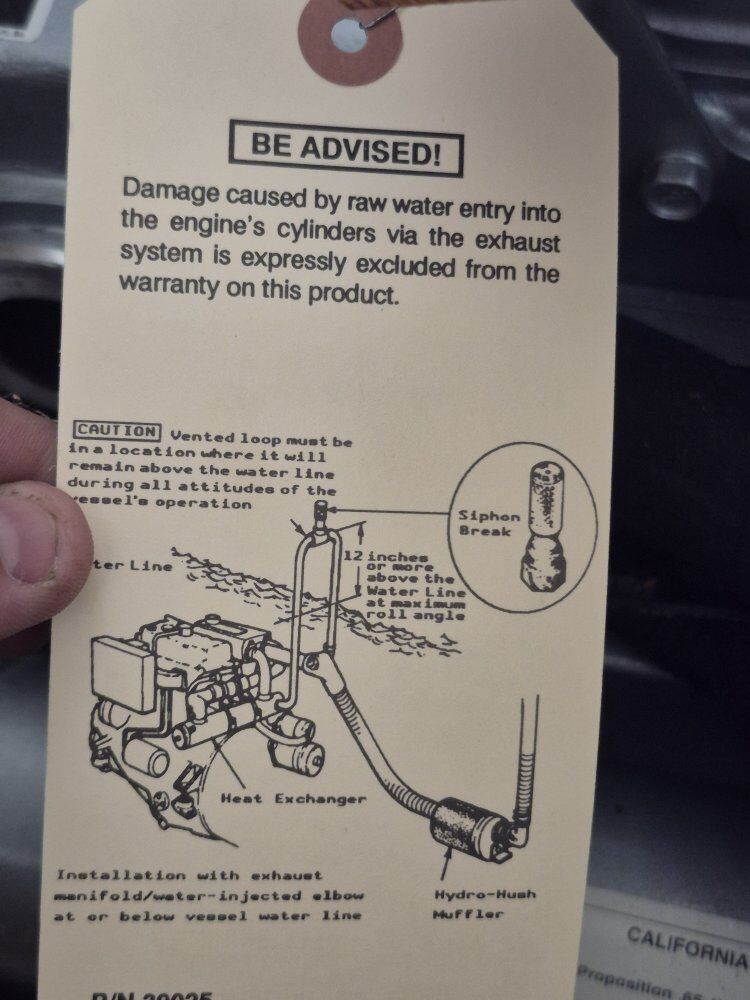 BE ADVISED!
Damage caused by raw water entry into
the engine's cylinders via the exhaust
system is expressly excluded from the
warranty on this product.
CAUTION Vented loop must be
in a location where it will
remain above the water line
during all attitudes of the
vessel's operation
Siphon
Break
12 inches
or more
above the
Water Line
at maximum
roll angle
ter Line
Heat Exchanger
Installation with exhaust
manifold/water-injected elbow
at or below vessel water line
Hydro-Hush
Muffler
CALIFORNIA
Proposition 65
P/N 39025